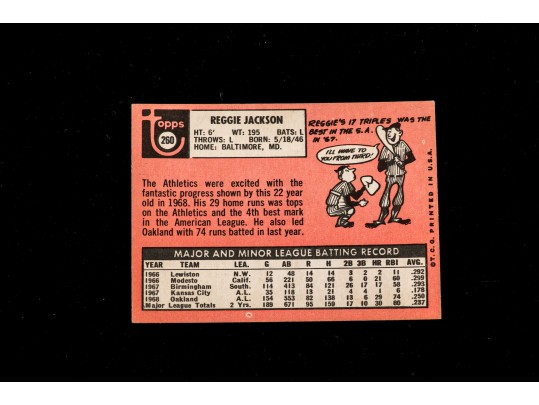 topps
260
REGGIE JACKSON
HT: 6' WT: 195 BATS: L
THROWS: L BORN: 5/18/46
HOME: BALTIMORE, MD.
REGGIE'S 17 TRIPLES WAS THE
BEST IN THE S.A.
IN '67.
I'LL HAVE TO
THROW TO
YOU FROM THIRD!
The Athletics were excited with the
fantastic progress shown by this 22 year
old in 1968. His 29 home runs was tops
on the Athletics and the 4th best mark
in the American League. He also led
Oakland with 74 runs batted in last year.
MAJOR AND MINOR LEAGUE BATTING RECORD
YEAR TEAM LEA. G AB R H 2B 3B HR RBI AVG.
1966 Lewiston N.W. 12 48 14 14 3 2 2 11 .292
1966 Modesto Calif. 56 221 50 66 6 0 21 60 .299
1967 Birmingham South. 114 413 84 121 26 17 17 58 .293
1967 Kansas City A.L. 35 118 13 21 4 4 1 6 .178
1968 Oakland A.L. 154 553 82 138 13 6 29 74 .250
Major League Totals 2 Yrs. 189 671 95 159 17 10 30 80 .237
©T.C.G. PRINTED IN U.S.A.